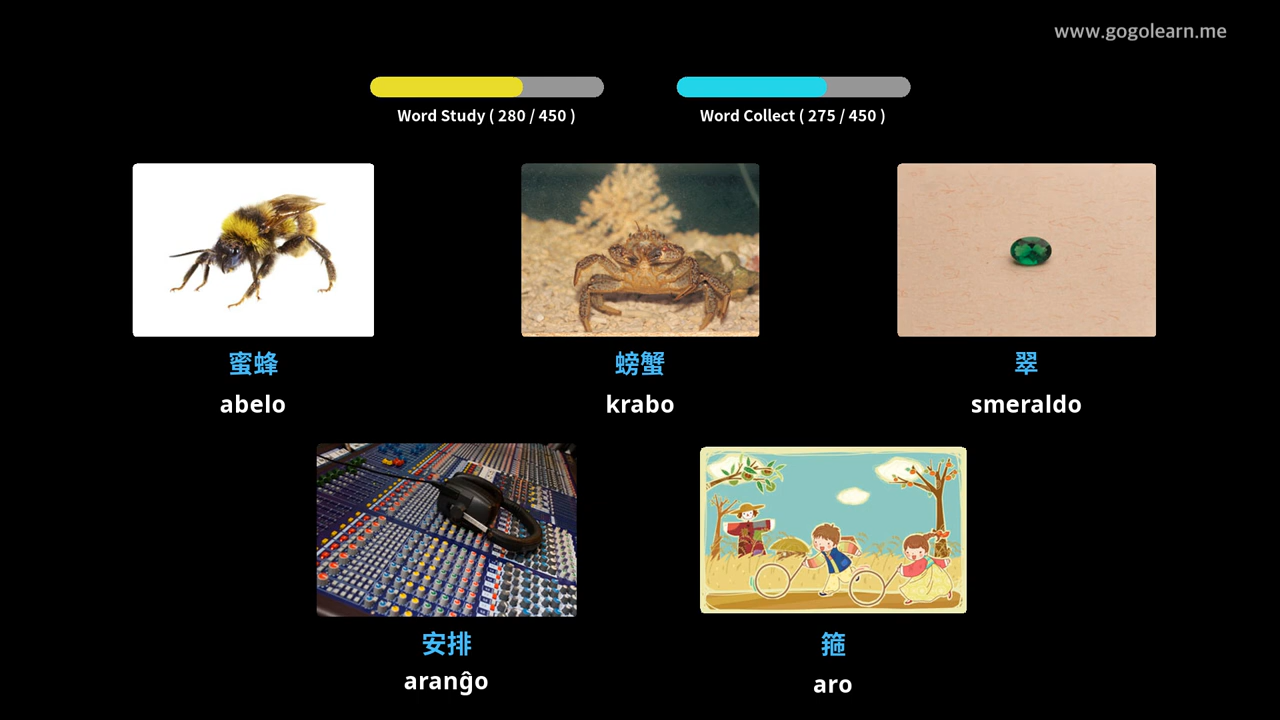 www.gogolearn.me
Word Study ( 280 / 450 )
Word Collect ( 275 / 450 )
蜜蜂
abelo
螃蟹
krabo
翠
smeraldo
安排
aranĝo
箍
aro